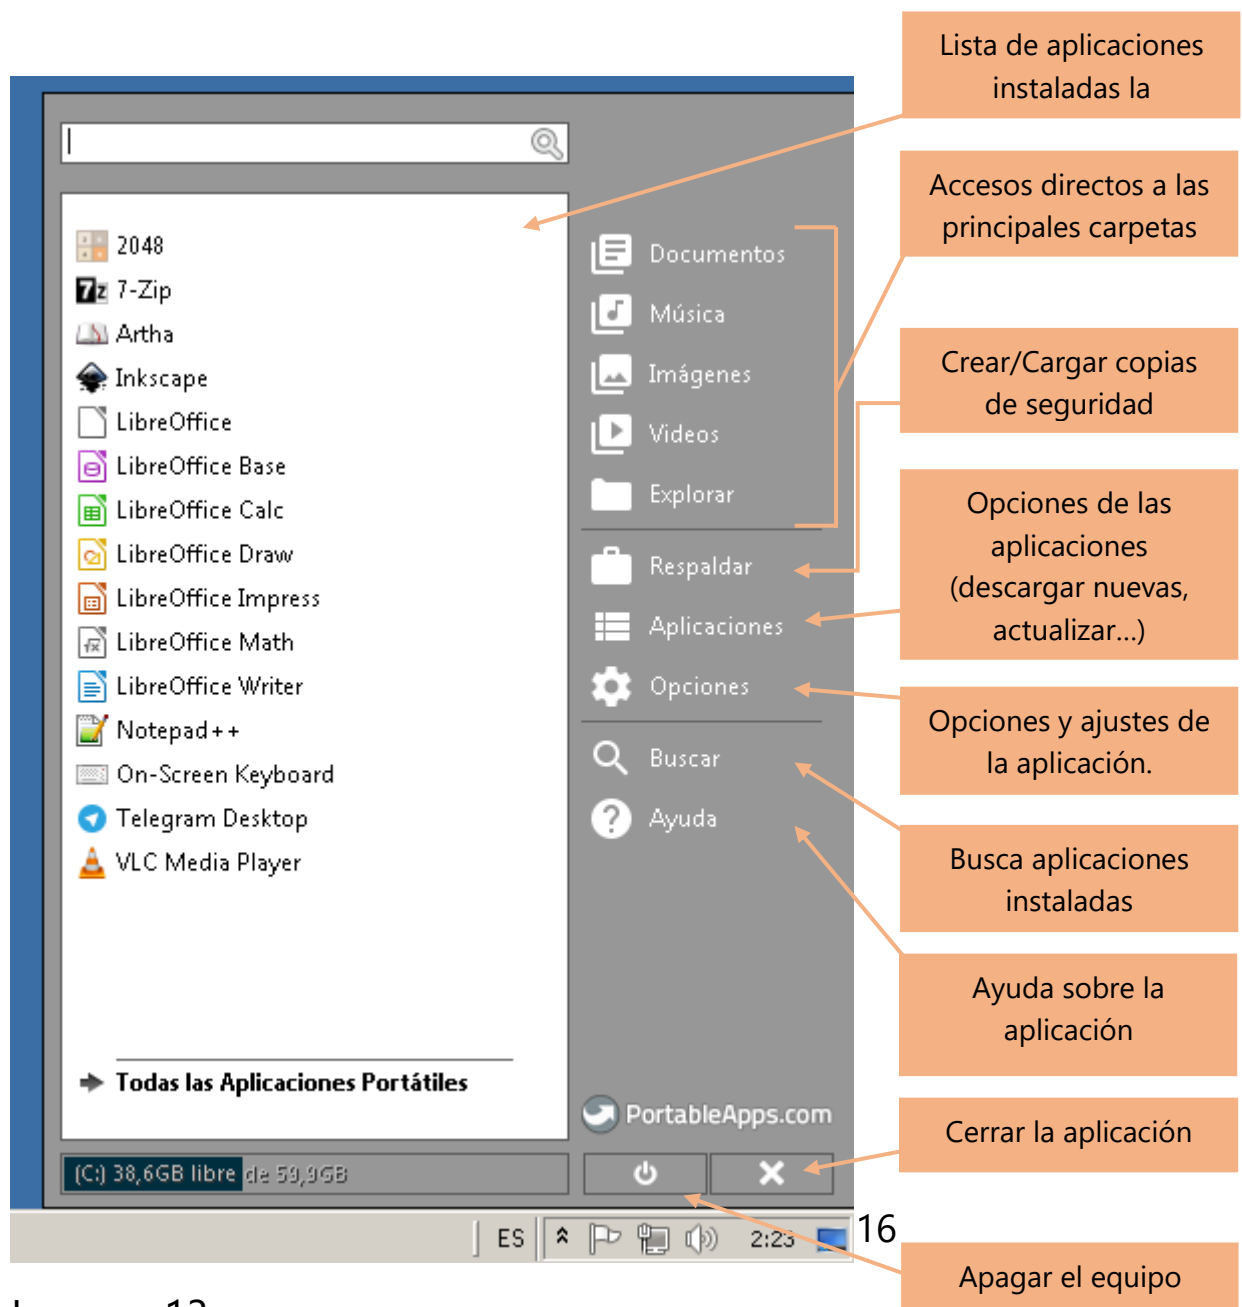 Lista de aplicaciones
instaladas la
Accesos directos a las
principales carpetas
Crear/Cargar copias
de seguridad
Opciones de las
aplicaciones
(descargar nuevas,
actualizar...)
Opciones y ajustes de
la aplicación.
Busca aplicaciones
instaladas
Ayuda sobre la
aplicación
Cerrar la aplicación
Apagar el equipo
2048
7-Zip
Artha
Inkscape
LibreOffice
LibreOffice Base
LibreOffice Calc
LibreOffice Draw
LibreOffice Impress
LibreOffice Math
LibreOffice Writer
Notepad++
On-Screen Keyboard
Telegram Desktop
VLC Media Player
Todas las Aplicaciones Portátiles
(C:) 38,6GB libre de 59,9GB
Documentos
Música
Imágenes
Videos
Explorar
Respaldar
Aplicaciones
Opciones
Buscar
Ayuda
PortableApps.com
ES
2:23
16